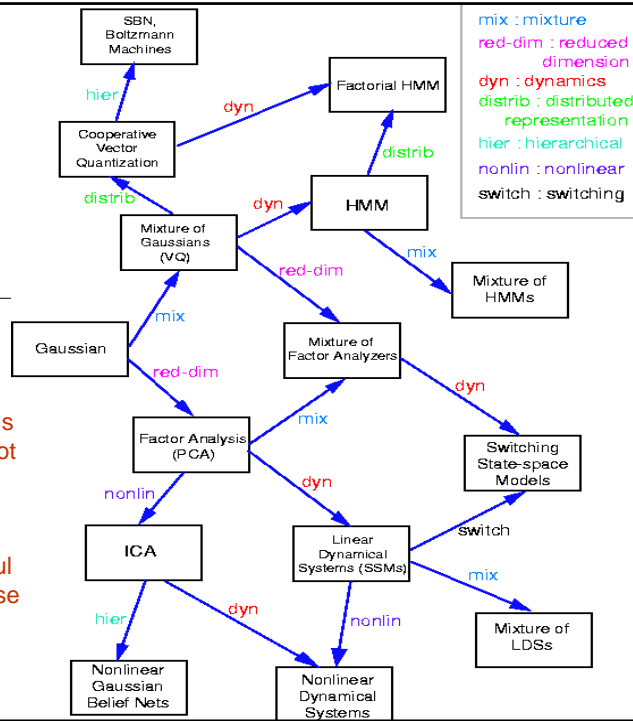 SBN,
Boltzmann
Machines
mix : mixture
red-dim : reduced
dimension
dyn : dynamics
distrib : distributed
representation
hier : hierarchical
nonlin : nonlinear
switch : switching
hier
dyn
Factorial HMM
Cooperative
Vector
Quantization
distrib
distrib
dyn
HMM
Mixture of
Gaussians
(VQ)
red-dim
mix
Mixture of
HMMs
mix
Gaussian
Mixture of
Factor Analyzers
red-dim
dyn
mix
s
ot
Factor Analysis
(PCA)
Switching
State-space
Models
nonlin
dyn
switch
ICA
Linear
Dynamical
Systems (SSMs)
ul
se
mix
hier
dyn
nonlin
Mixture of
LDSs
Nonlinear
Gaussian
Belief Nets
Nonlinear
Dynamical
Systems